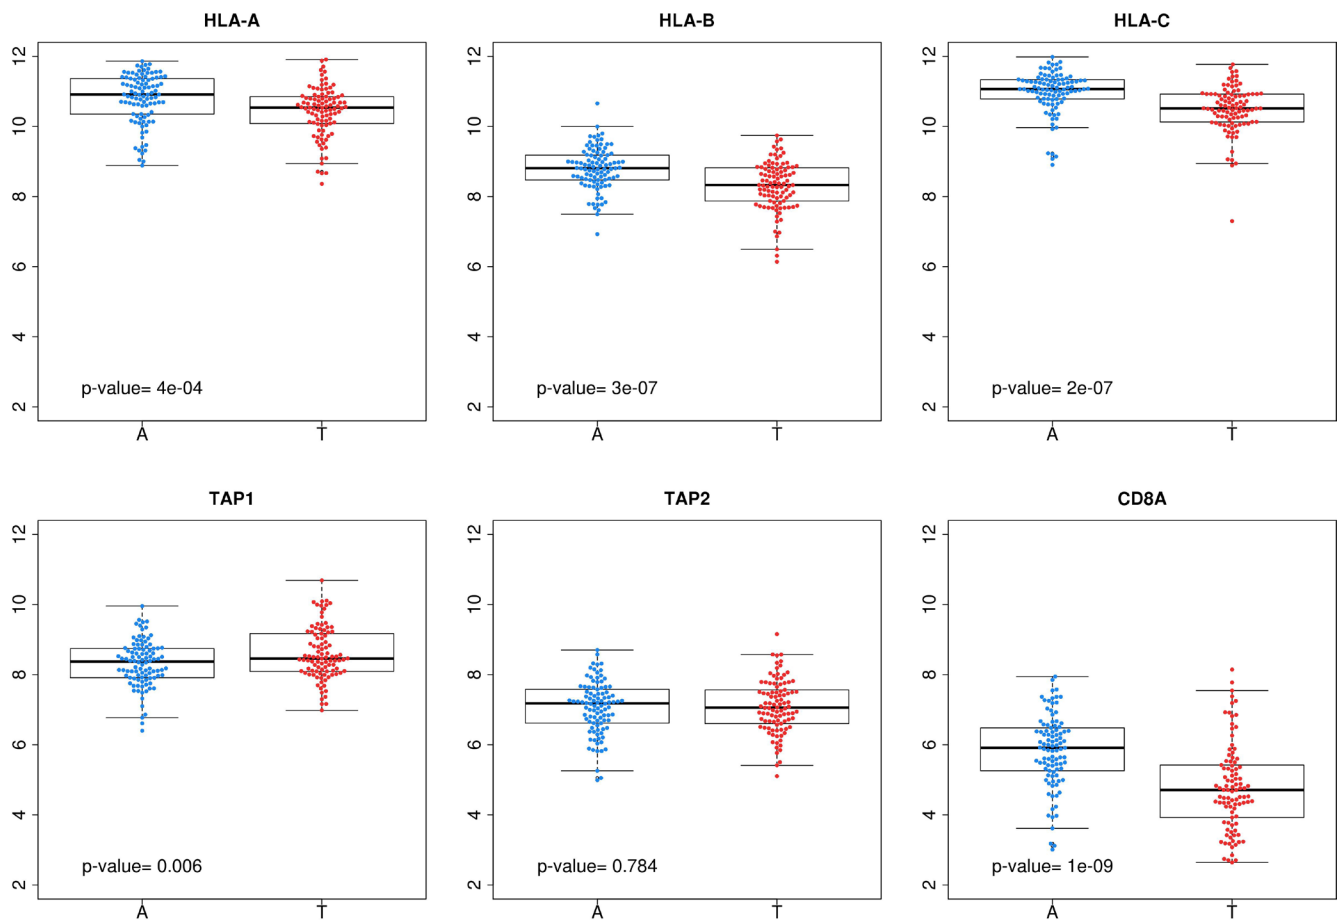 HLA-A
12
10
8
6
4
2
p-value= 4e-04
A
T
HLA-B
12
10
8
6
4
2
p-value= 3e-07
A
T
HLA-C
12
10
8
6
4
2
p-value= 2e-07
A
T
TAP1
12
10
8
6
4
2
p-value= 0.006
A
T
TAP2
12
10
8
6
4
2
p-value= 0.784
A
T
CD8A
12
10
8
6
4
2
p-value= 1e-09
A
T